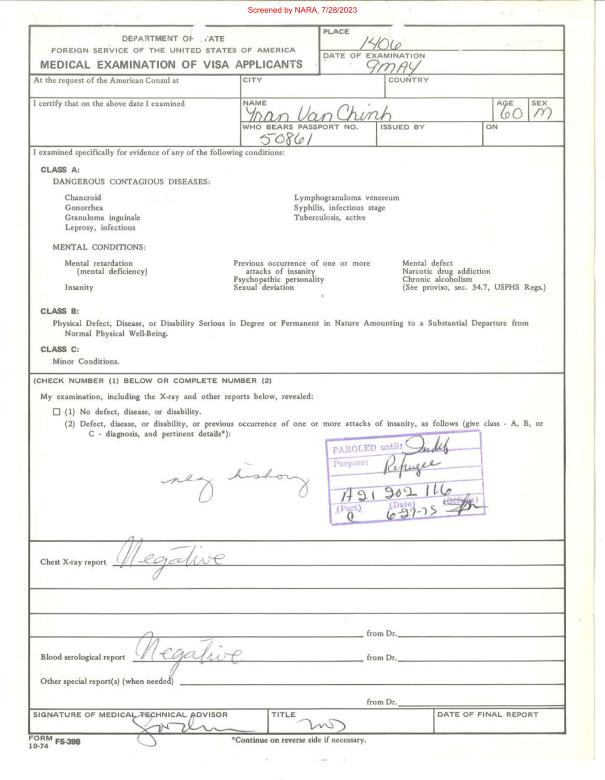 Screened by NARA, 7/28/2023
DEPARTMENT OF STATE
FOREIGN SERVICE OF THE UNITED STATES OF AMERICA
MEDICAL EXAMINATION OF VISA APPLICANTS
PLACE
1406
DATE OF EXAMINATION
9 MAY
At the request of the American Consul at
CITY
COUNTRY
I certify that on the above date I examined
NAME
Tran Van Chinh
AGE
60
SEX
M
WHO BEARS PASSPORT NO.
50861
ISSUED BY
ON
I examined specifically for evidence of any of the following conditions:
CLASS A:
DANGEROUS CONTAGIOUS DISEASES:
Chancroid
Gonorrhea
Granuloma inguinale
Leprosy, infectious
Lymphogranuloma venereum
Syphilis, infectious stage
Tuberculosis, active
MENTAL CONDITIONS:
Mental retardation
(mental deficiency)
Insanity
Previous occurrence of one or more
attacks of insanity
Psychopathic personality
Sexual deviation
Mental defect
Narcotic drug addiction
Chronic alcoholism
(See proviso, sec. 34.7, USPHS Regs.)
CLASS B:
Physical Defect, Disease, or Disability Serious in Degree or Permanent in Nature Amounting to a Substantial Departure from
Normal Physical Well-Being.
CLASS C:
Minor Conditions.
(CHECK NUMBER (1) BELOW OR COMPLETE NUMBER (2)
My examination, including the X-ray and other reports below, revealed:
(1) No defect, disease, or disability.
(2) Defect, disease, or disability, or previous occurrence of one or more attacks of insanity, as follows (give class - A, B, or
C - diagnosis, and pertinent details*):
neg history
PAROLED until: Indef
Purpose: Refugee
A21 202 116
(Port) (Date) (Officer)
6-27-75
Chest X-ray report Negative
from Dr.
Blood serological report Negative from Dr.
Other special report(s) (when needed)
from Dr.
SIGNATURE OF MEDICAL TECHNICAL ADVISOR
TITLE
MD
DATE OF FINAL REPORT
FORM FS-398
10-74
*Continue on reverse side if necessary.